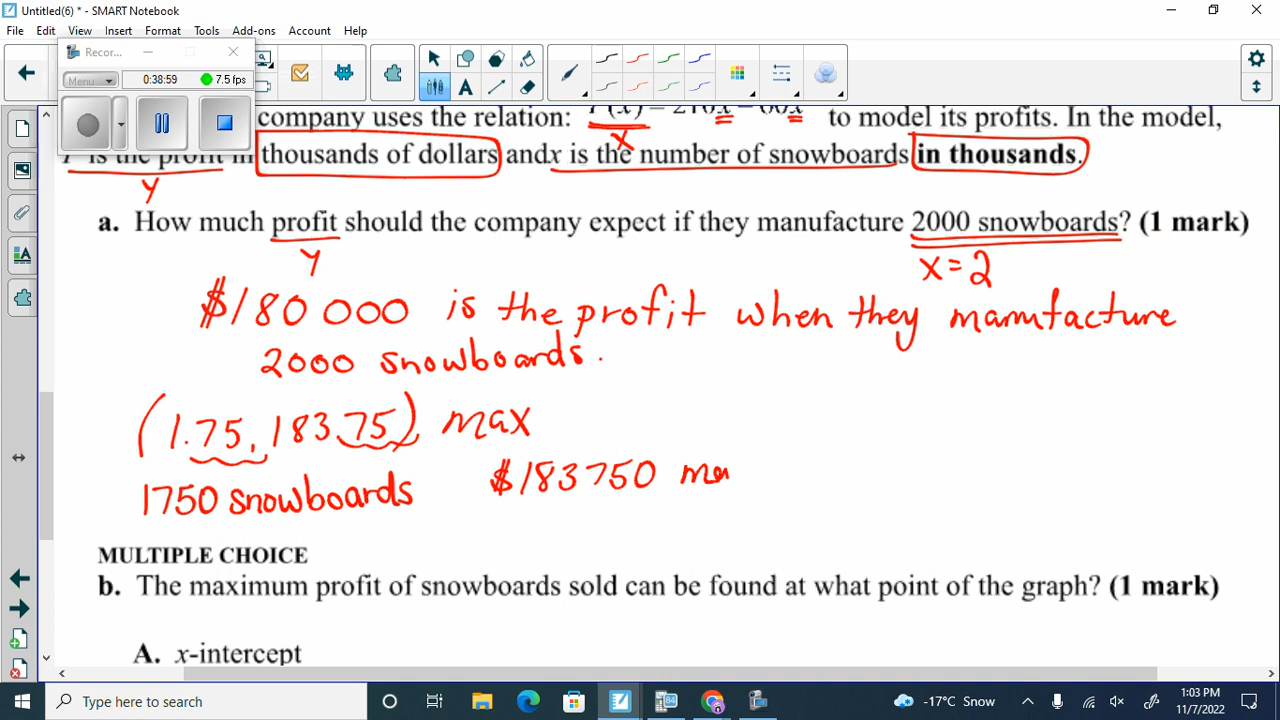 Untitled(6) * - SMART Notebook
File Edit View Insert Format Tools Add-ons Account Help
Recor...
Menu 0:38:59 7.5 fps
company uses the relation: to model its profits. In the model,
is the profit in thousands of dollars and x is the number of snowboards in thousands.
x
y
a. How much profit should the company expect if they manufacture 2000 snowboards? (1 mark)
y x=2
$180 000 is the profit when they manufacture
2000 snowboards.
(1.75, 183.75) max
1750 snowboards $183750 ma
MULTIPLE CHOICE
b. The maximum profit of snowboards sold can be found at what point of the graph? (1 mark)
A. x-intercept
Type here to search
-17°C Snow
1:03 PM
11/7/2022